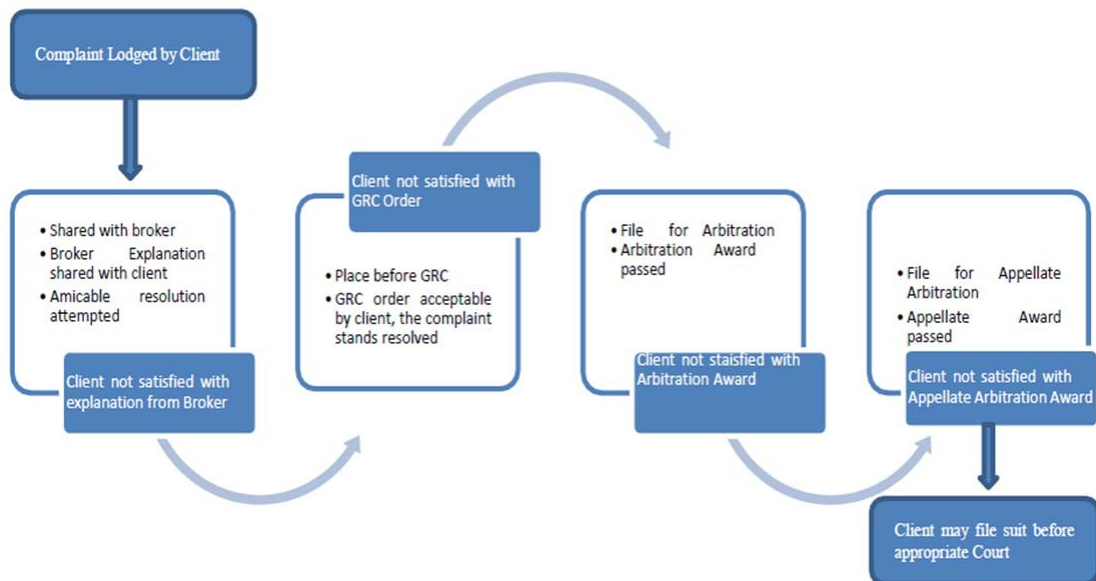 Complaint Lodged by Client
• Shared with broker
• Broker Explanation
shared with client
• Amicable resolution
attempted
Client not satisfied with
explanation from Broker
Client not satisfied with
GRC Order
• Place before GRC
• GRC order acceptable
by client, the complaint
stands resolved
• File for Arbitration
• Arbitration Award
passed
Client not staisfied with
Arbitration Award
• File for Appellate
Arbitration
• Appellate Award
passed
Client not satisfied with
Appellate Arbitration Award
Client may file suit before
appropriate Court